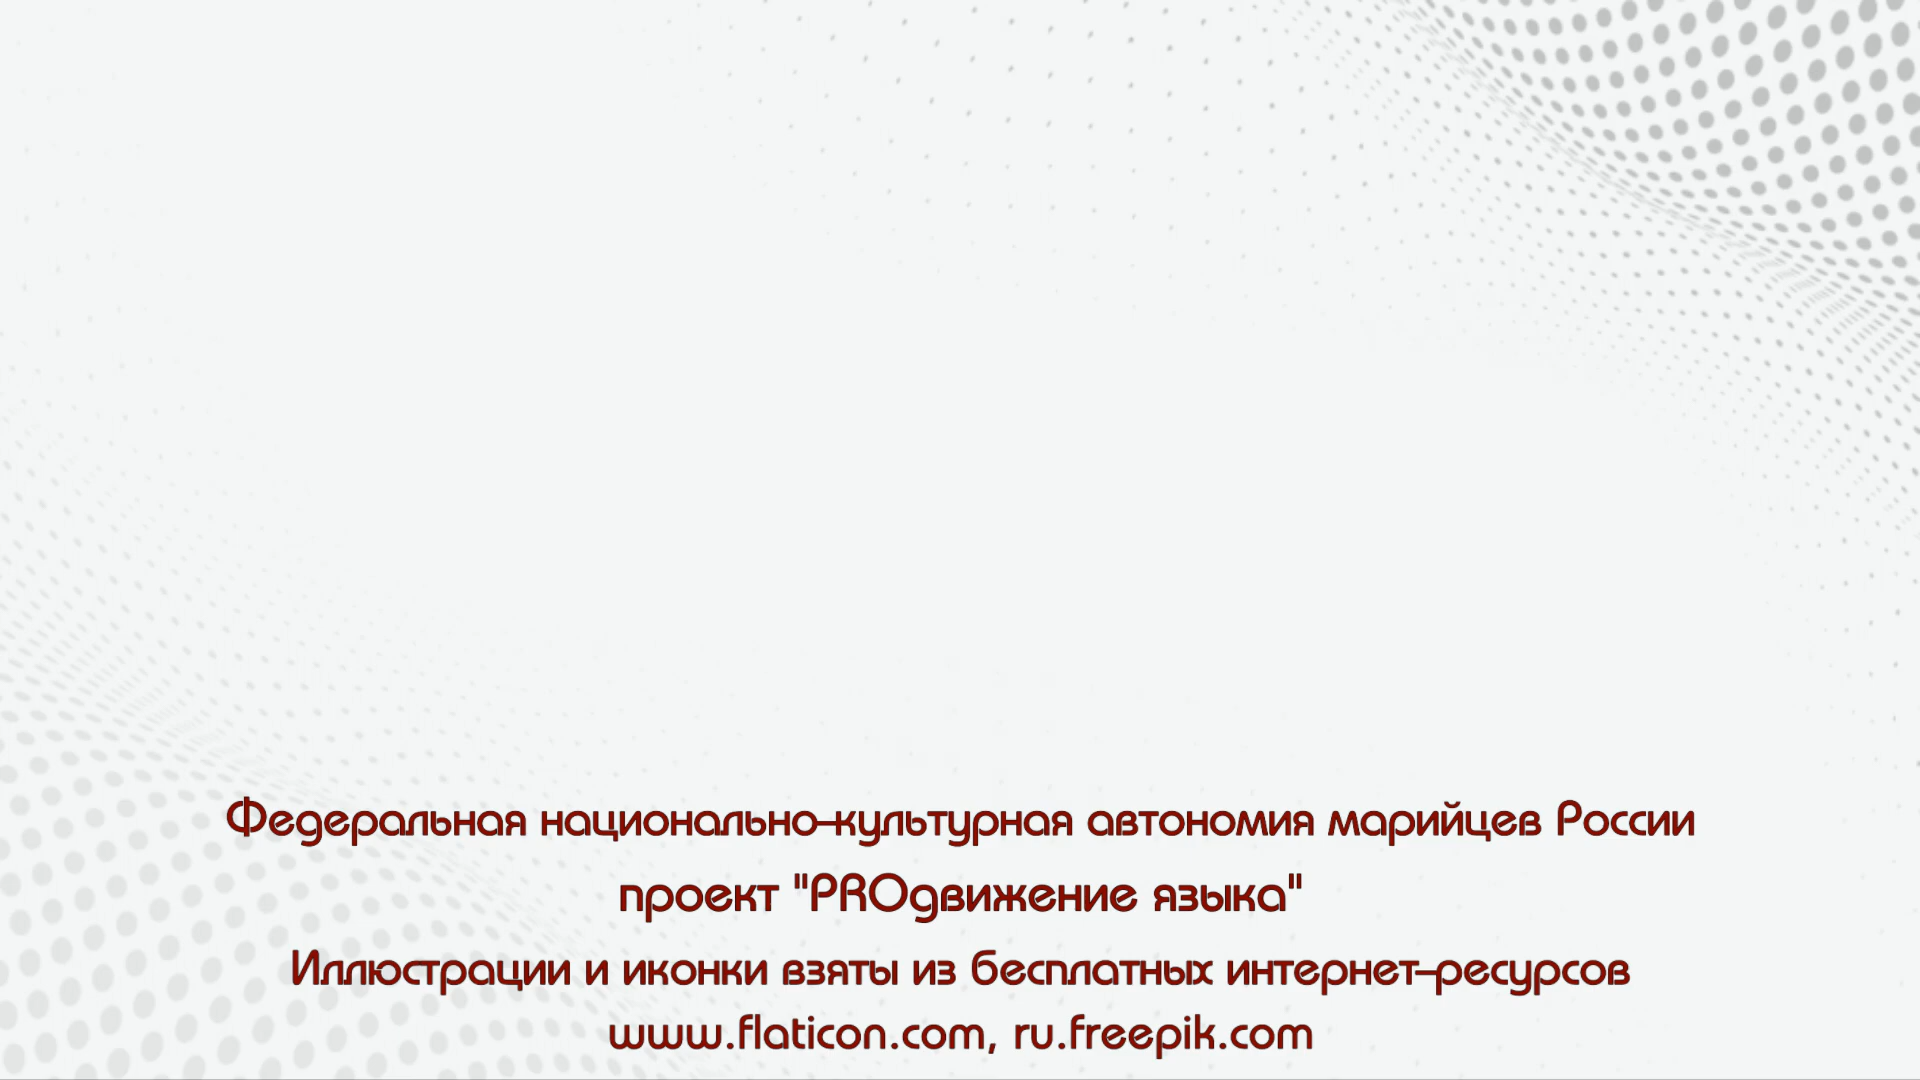 Федеральная национально-культурная автономия марийцев России
проект "PROдвижение языка"
Иллюстрации и иконки взяты из бесплатных интернет-ресурсов
www.flaticon.com, ru.freepik.com